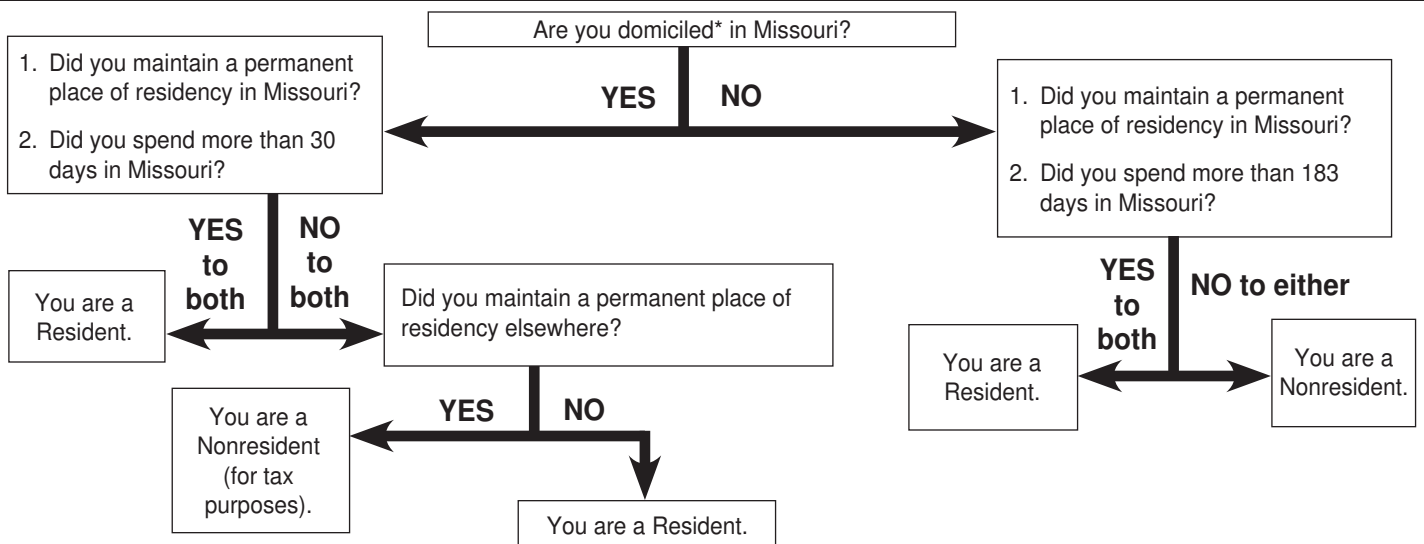 Are you domiciled* in Missouri?
YES
NO
1. Did you maintain a permanent
place of residency in Missouri?
2. Did you spend more than 30
days in Missouri?
1. Did you maintain a permanent
place of residency in Missouri?
2. Did you spend more than 183
days in Missouri?
YES
to
both
NO
to
both
You are a
Resident.
Did you maintain a permanent place of
residency elsewhere?
YES
NO
You are a
Nonresident
(for tax
purposes).
You are a Resident.
YES
to
both
NO to either
You are a
Resident.
You are a
Nonresident.